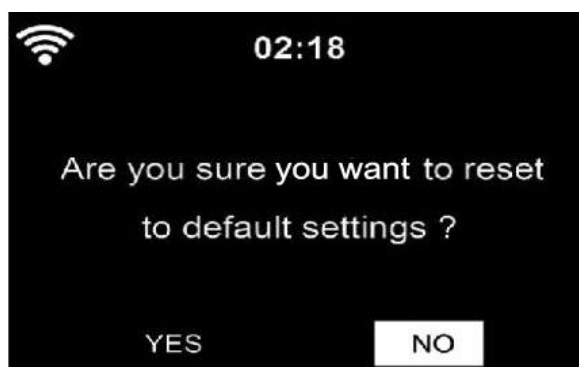 02:18
Are you sure you want to reset
to default settings ?
YES NO